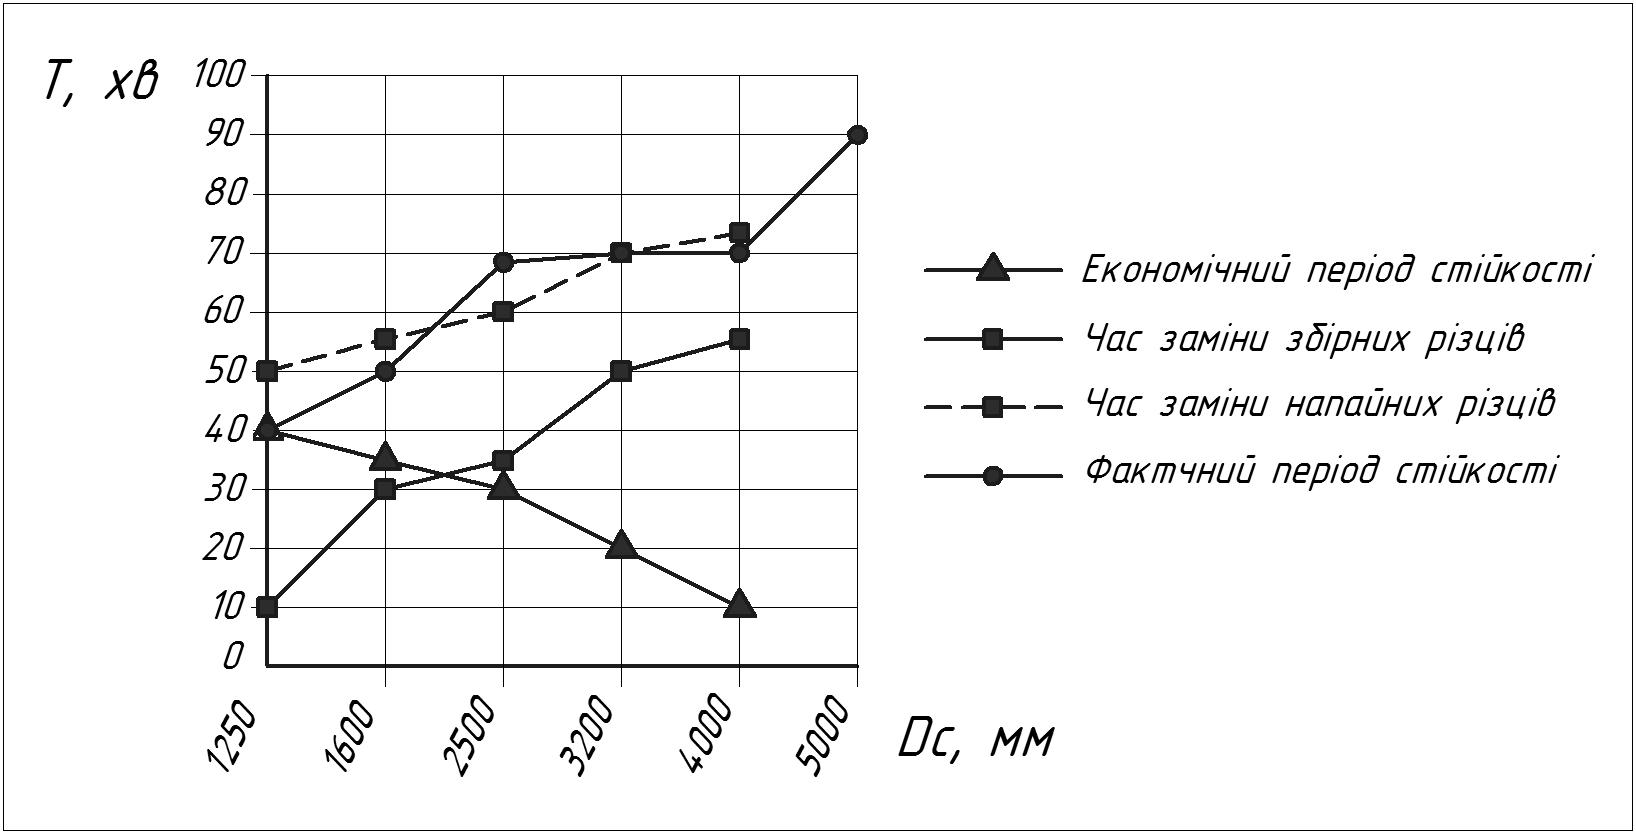 Т, хв
100
90
80
70
60
50
40
30
20
10
0
1250
1600
2500
3200
4000
5000
Dc, мм
Економічний період стійкості
Час заміни збірних різців
Час заміни напайних різців
Фактчний період стійкості